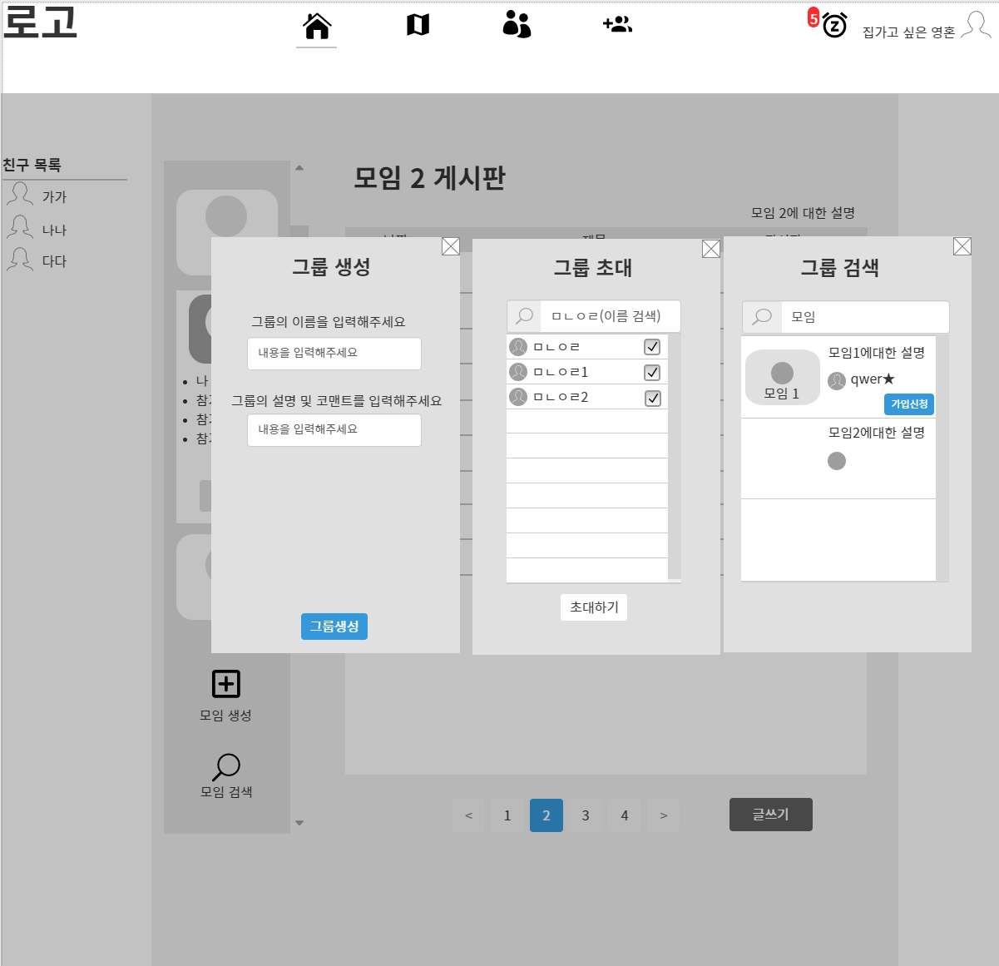 로고
5
집가고 싶은 영혼
친구 목록
가가
나나
다다
나
참
참
참
모임 생성
모임 검색
모임 2 게시판
모임 2에 대한 설명
제목
그룹 생성
그룹의 이름을 입력해주세요
내용을 입력해주세요
그룹의 설명 및 코맨트를 입력해주세요
내용을 입력해주세요
그룹생성
그룹 초대
ㅁㄴㅇㄹ(이름 검색)
ㅁㄴㅇㄹ
ㅁㄴㅇㄹ1
ㅁㄴㅇㄹ2
초대하기
그룹 검색
모임
모임1에대한 설명
qwer★
모임 1
가입신청
모임2에대한 설명
< 1 2 3 4 >
글쓰기